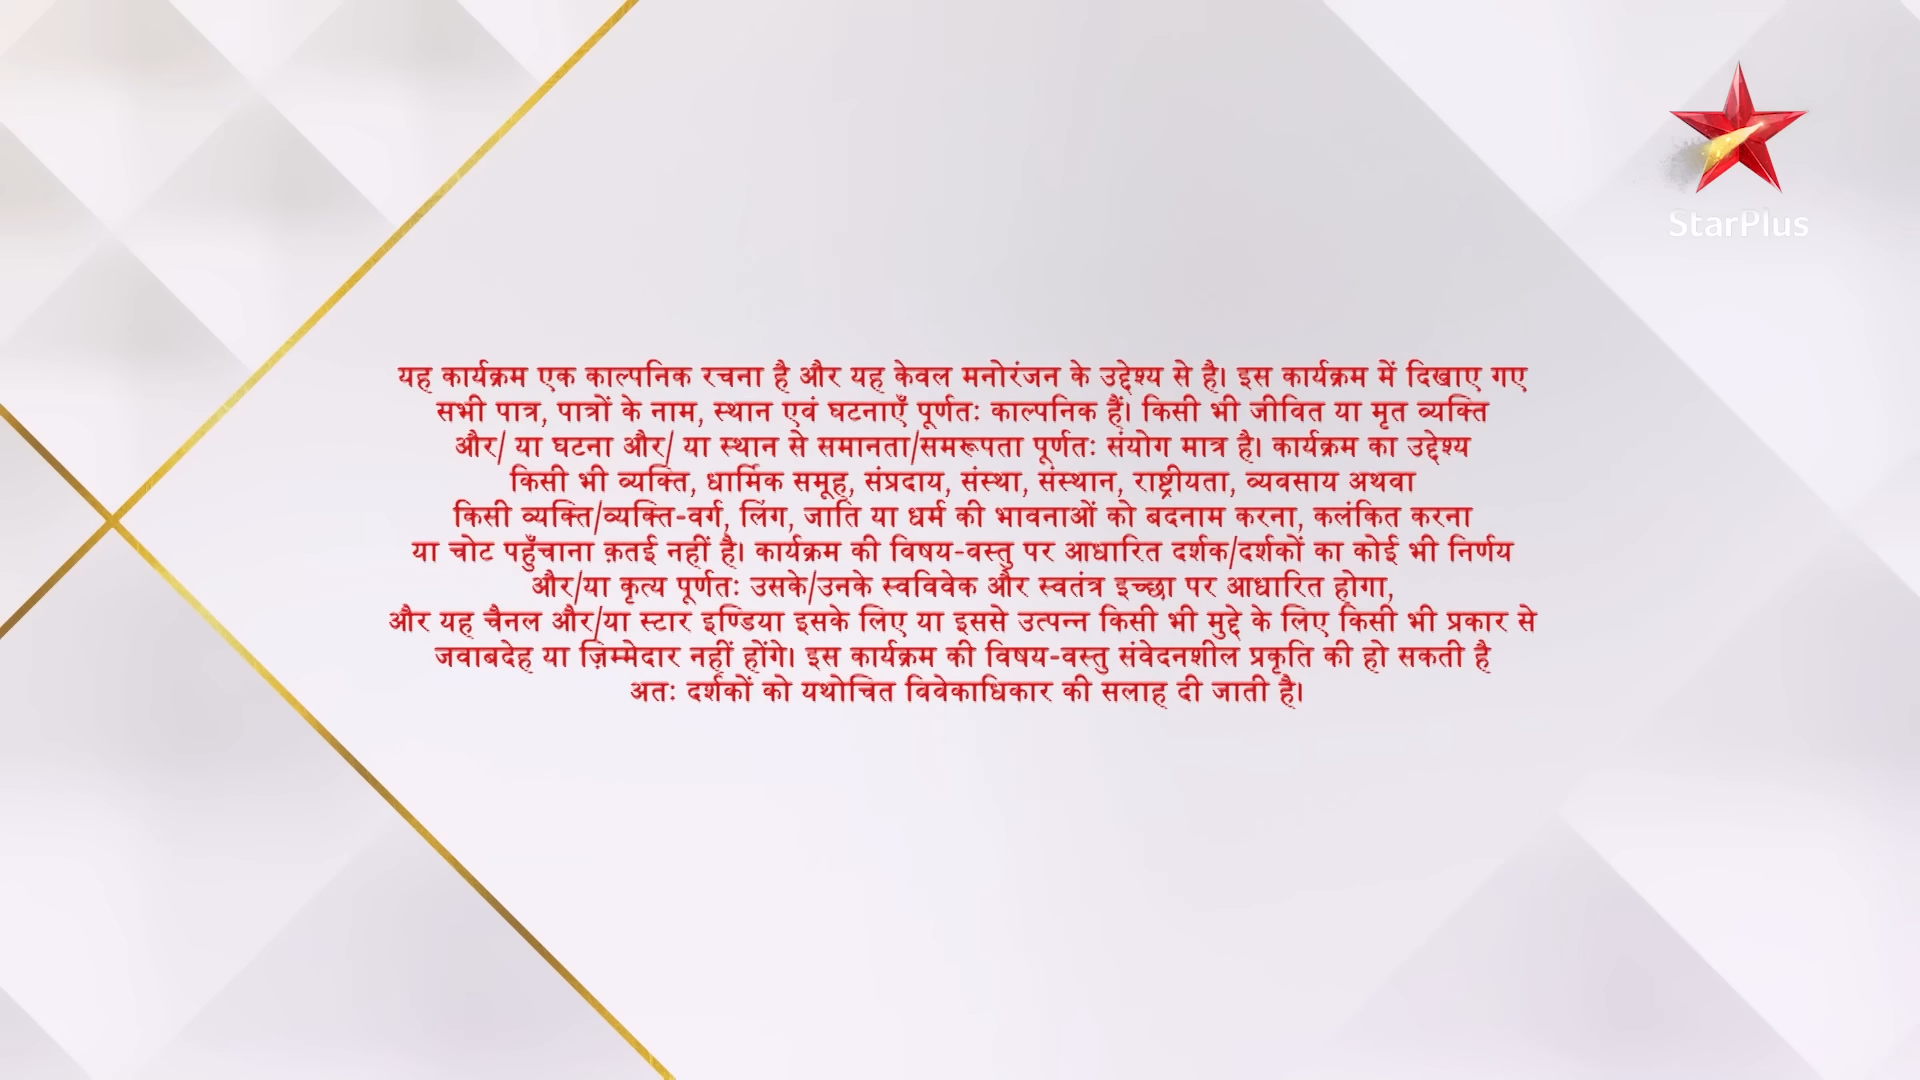 StarPlus
यह कार्यक्रम एक काल्पनिक रचना है और यह केवल मनोरंजन के उद्देश्य से है। इस कार्यक्रम में दिखाए गए
सभी पात्र, पात्रों के नाम, स्थान एवं घटनाएँ पूर्णतः काल्पनिक हैं। किसी भी जीवित या मृत व्यक्ति
और/ या घटना और/ या स्थान से समानता/समरूपता पूर्णतः संयोग मात्र है। कार्यक्रम का उद्देश्य
किसी भी व्यक्ति, धार्मिक समूह, संप्रदाय, संस्था, संस्थान, राष्ट्रीयता, व्यवसाय अथवा
किसी व्यक्ति/व्यक्ति-वर्ग, लिंग, जाति या धर्म की भावनाओं को बदनाम करना, कलंकित करना
या चोट पहुँचाना क़तई नहीं है। कार्यक्रम की विषय-वस्तु पर आधारित दर्शक/दर्शकों का कोई भी निर्णय
और/या कृत्य पूर्णतः उसके/उनके स्वविवेक और स्वतंत्र इच्छा पर आधारित होगा,
और यह चैनल और/या स्टार इण्डिया इसके लिए या इससे उत्पन्न किसी भी मुद्दे के लिए किसी भी प्रकार से
जवाबदेह या ज़िम्मेदार नहीं होंगे। इस कार्यक्रम की विषय-वस्तु संवेदनशील प्रकृति की हो सकती है
अतः दर्शकों को यथोचित विवेकाधिकार की सलाह दी जाती है।